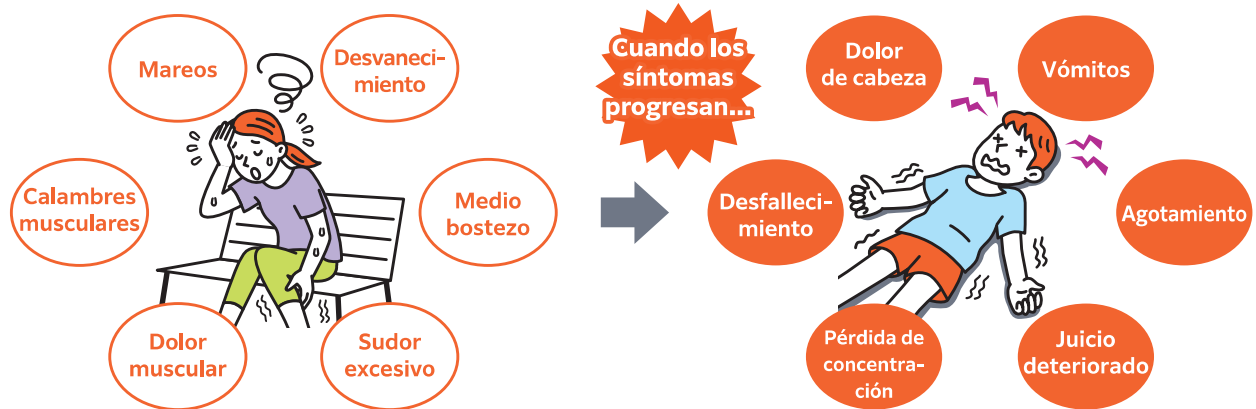 Mareos
Desvaneci-
miento
Calambres
musculares
Medio
bostezo
Dolor
muscular
Sudor
excesivo
Cuando los
síntomas
progresan...
Dolor
de cabeza
Vómitos
Desfalleci-
miento
Agotamiento
Pérdida de
concentra-
ción
Juicio
deteriorado